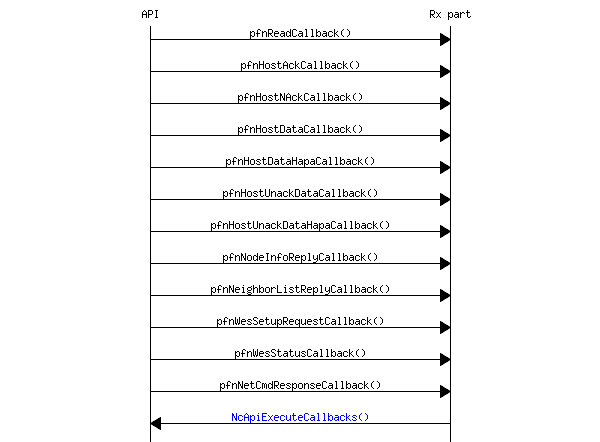 API Rx part
pfnReadCallback()
pfnHostAckCallback()
pfnHostNAckCallback()
pfnHostDataCallback()
pfnHostDataHapaCallback()
pfnHostUnackDataCallback()
pfnHostUnackDataHapaCallback()
pfnNodeInfoReplyCallback()
pfnNeighborListReplyCallback()
pfnWesSetupRequestCallback()
pfnWesStatusCallback()
pfnNetCmdResponseCallback()
NcApiExecuteCallbacks()